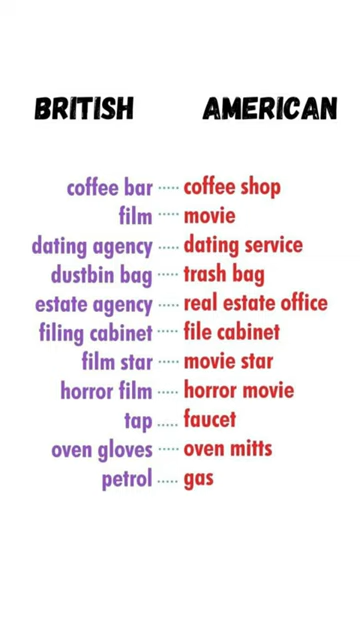 BRITISH AMERICAN
coffee bar ..... coffee shop
film ..... movie
dating agency ..... dating service
dustbin bag ..... trash bag
estate agency ..... real estate office
filing cabinet ..... file cabinet
film star ..... movie star
horror film ..... horror movie
tap ..... faucet
oven gloves ..... oven mitts
petrol ..... gas